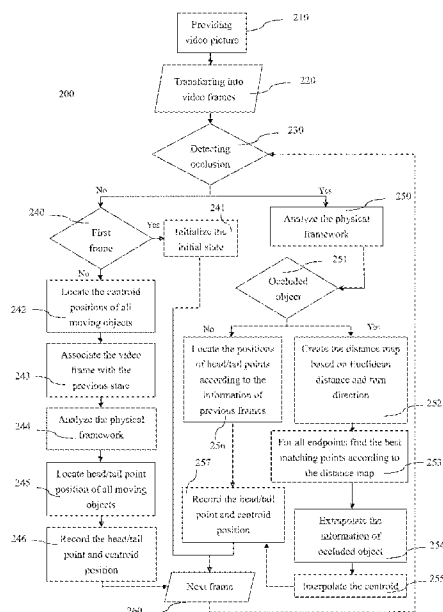 Providing
video picture
210
Transferring into
video frames
220
200
Detecting
occlusion
230
No
Yes
240
241
First
frame
Yes
Initialize the
initial state
Analyze the physical
framework
250
251
No
Occluded
object
Locate the centroid
positions of all
moving objects
242
No
Yes
Associate the video
frame with the
previous state
243
Locate the positions
of head/tail points
according to the
information of
previous frames
Create the distance map
based on Euclidean
distance and turn
direction
252
Analyze the physical
framework
244
256
257
For all endpoints find the best
matching points according to
the distance map
253
Locate head/tail point
position of all moving
objects
245
Record the head/tail
point and centroid
position
Extrapolate the
information of
occluded object
254
246
Record the head/tail
point and centroid
position
Next frame
Interpolate the centroid
255
260